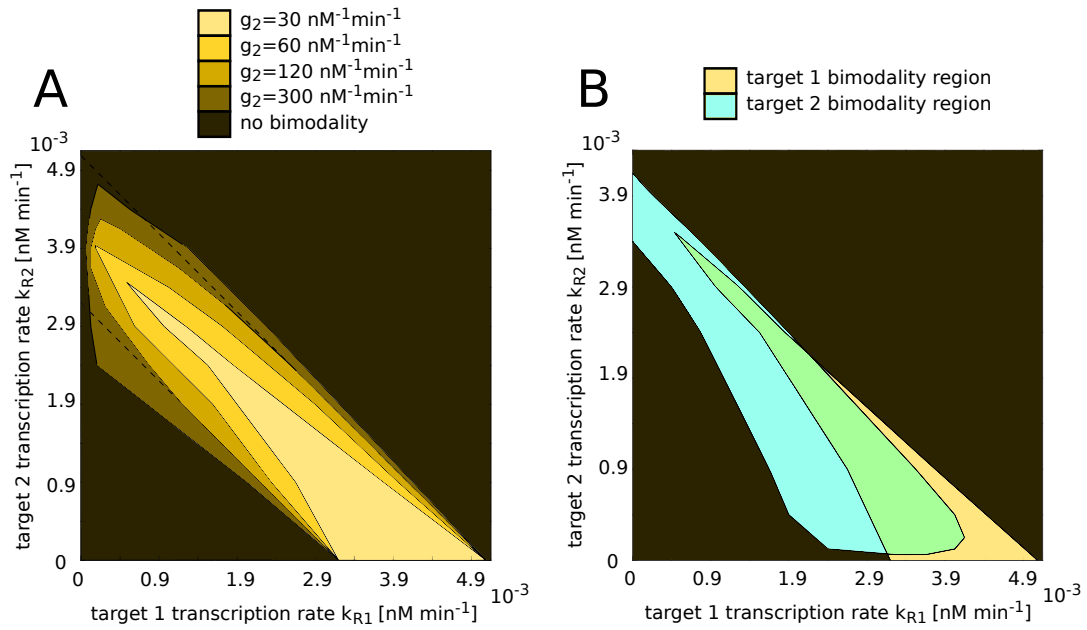 A
g₂=30 nM⁻¹min⁻¹
g₂=60 nM⁻¹min⁻¹
g₂=120 nM⁻¹min⁻¹
g₂=300 nM⁻¹min⁻¹
no bimodality
10⁻³
4.9
3.9
2.9
1.9
0.9
0
target 2 transcription rate k_R2 [nM min⁻¹]
0 0.9 1.9 2.9 3.9 4.9
10⁻³
target 1 transcription rate k_R1 [nM min⁻¹]
B
target 1 bimodality region
target 2 bimodality region
10⁻³
3.9
2.9
1.9
0.9
0
target 2 transcription rate k_R2 [nM min⁻¹]
0 0.9 1.9 2.9 3.9 4.9
10⁻³
target 1 transcription rate k_R1 [nM min⁻¹]